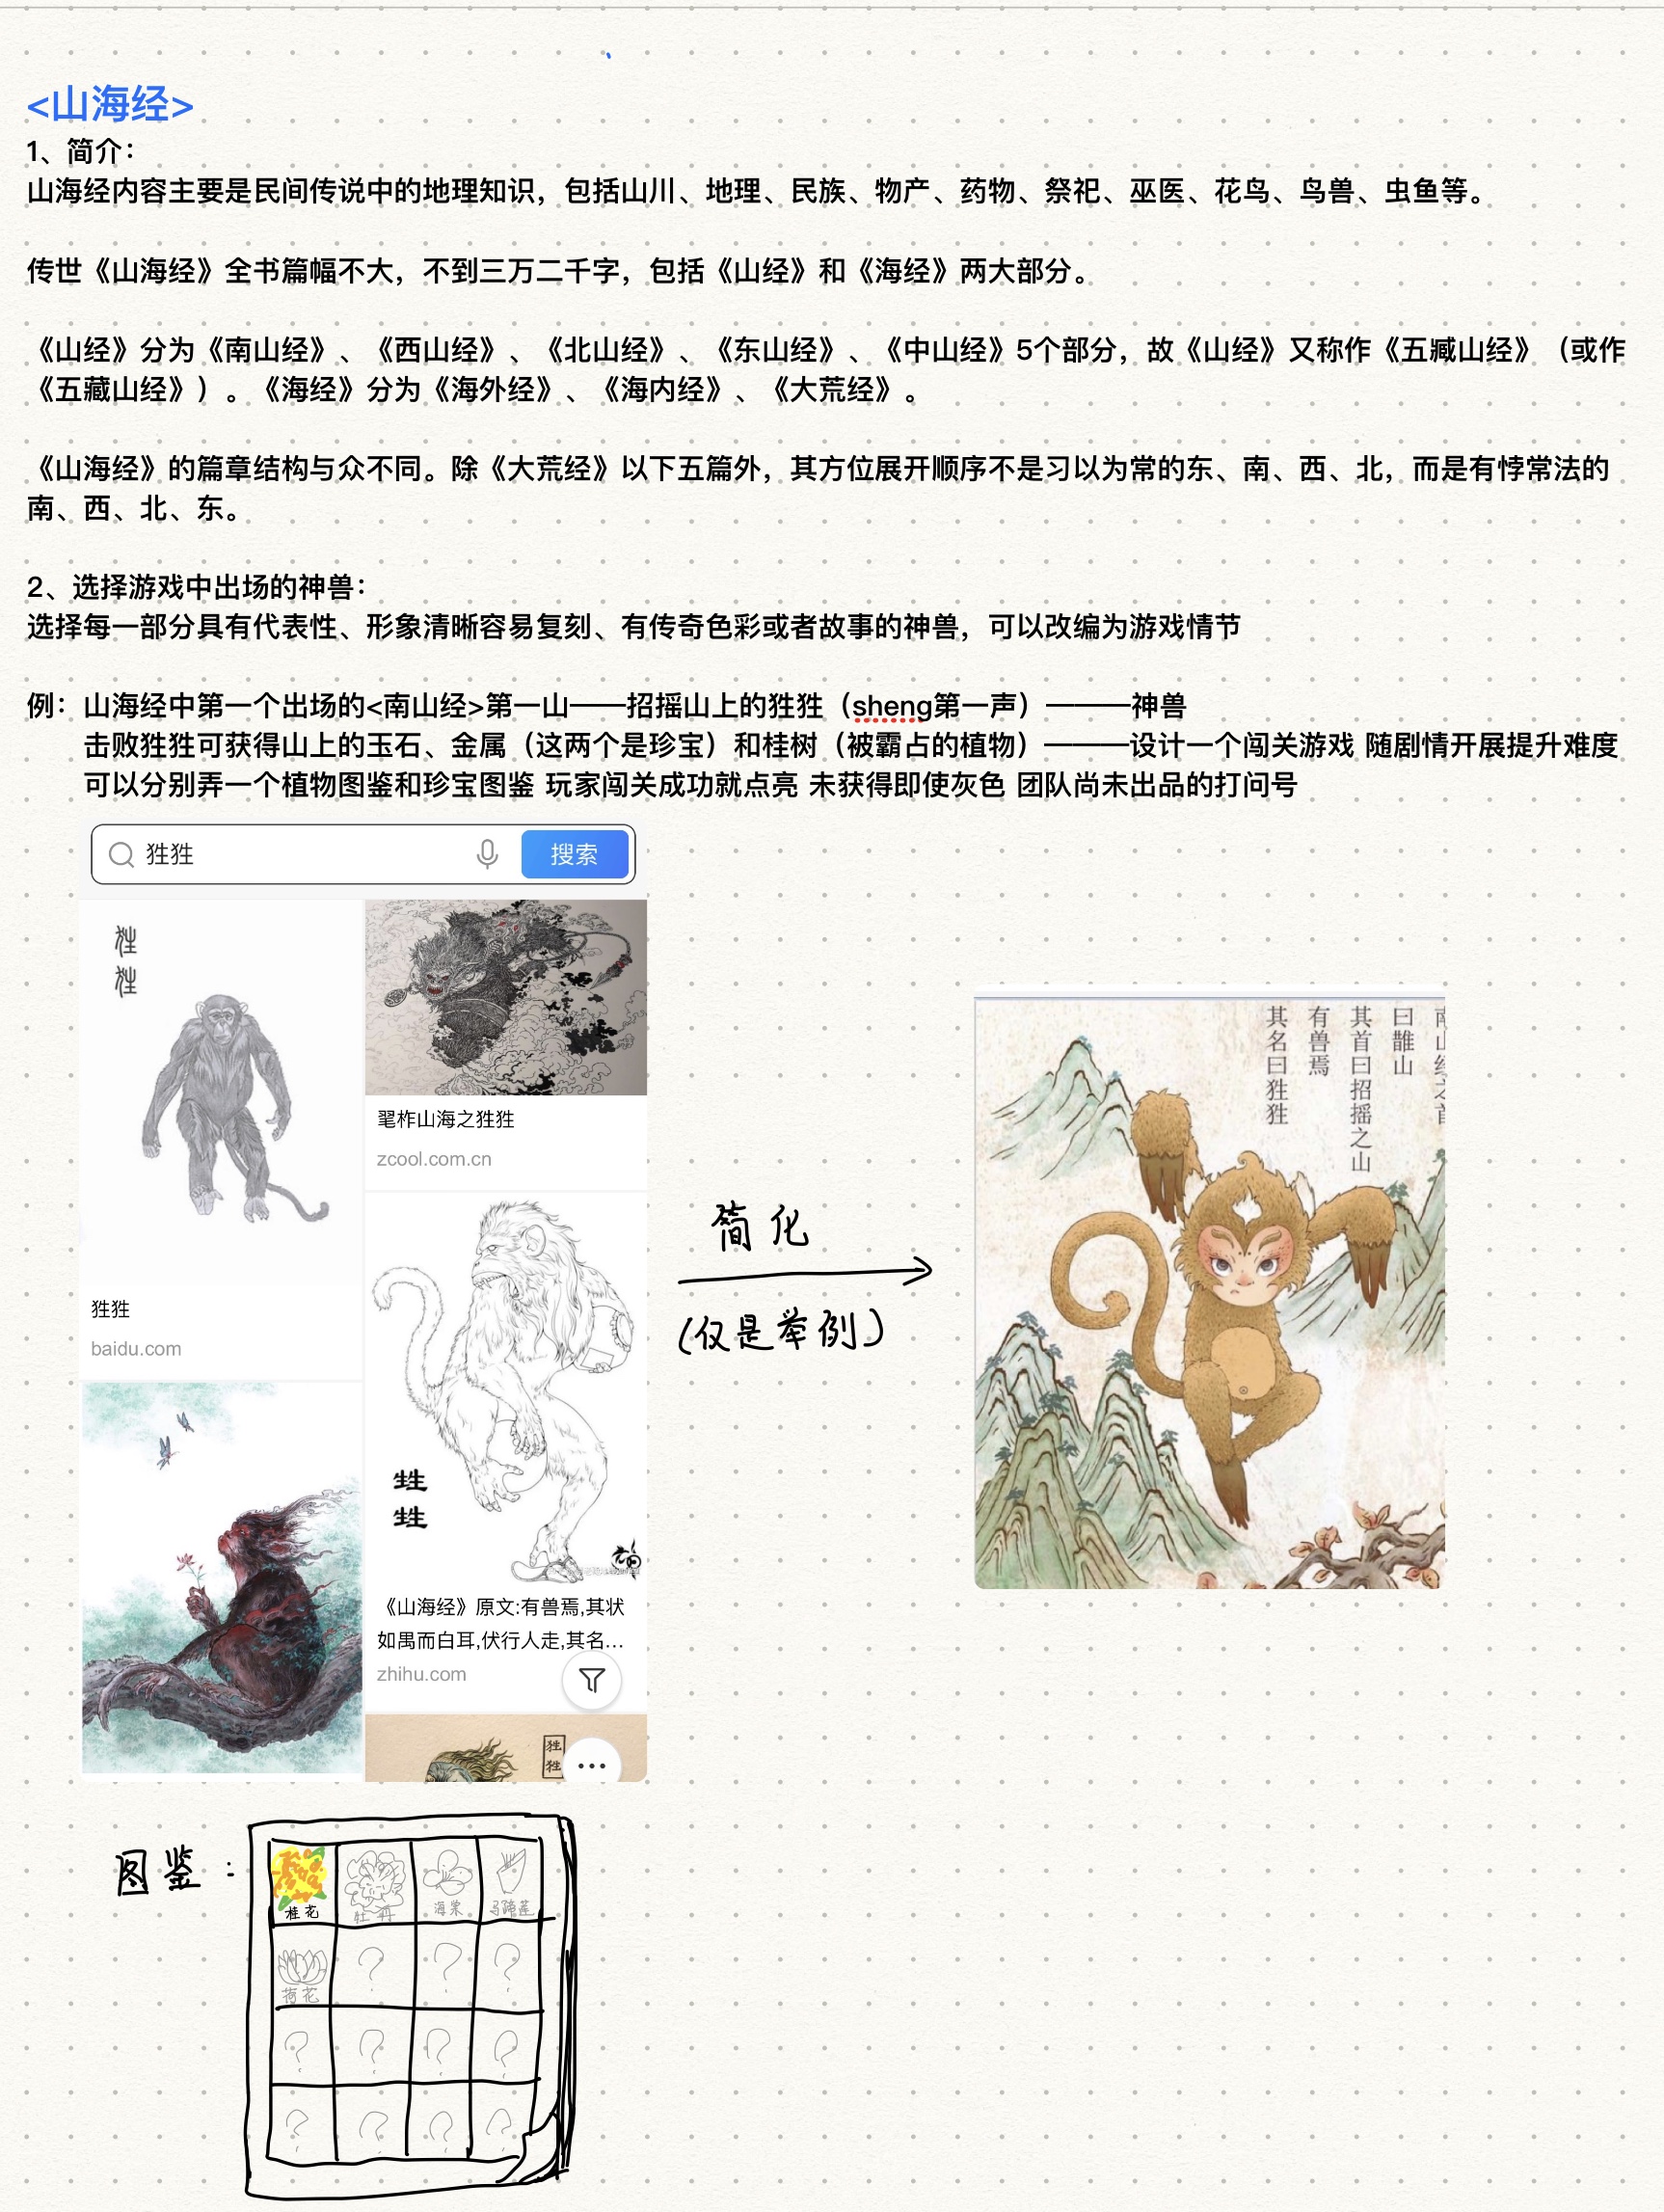 <山海经>
1、简介：
山海经内容主要是民间传说中的地理知识，包括山川、地理、民族、物产、药物、祭祀、巫医、花鸟、鸟兽、虫鱼等。
传世《山海经》全书篇幅不大，不到三万二千字，包括《山经》和《海经》两大部分。
《山经》分为《南山经》、《西山经》、《北山经》、《东山经》、《中山经》5个部分，故《山经》又称作《五臧山经》（或作
《五藏山经》）。《海经》分为《海外经》、《海内经》、《大荒经》。
《山海经》的篇章结构与众不同。除《大荒经》以下五篇外，其方位展开顺序不是习以为常的东、南、西、北，而是有悖常法的
南、西、北、东。
2、选择游戏中出场的神兽：
选择每一部分具有代表性、形象清晰容易复刻、有传奇色彩或者故事的神兽，可以改编为游戏情节
例：山海经中第一个出场的<南山经>第一山——招摇山上的狌狌（sheng第一声）———神兽
击败狌狌可获得山上的玉石、金属（这两个是珍宝）和桂树（被霸占的植物）———设计一个闯关游戏 随剧情开展提升难度
可以分别弄一个植物图鉴和珍宝图鉴 玩家闯关成功就点亮 未获得即使灰色 团队尚未出品的打问号
狌狌
搜索
狌
狌
狌狌
baidu.com
山海之狌狌
zcool.com.cn
狌
狌
《山海经》原文:有兽焉,其状
如禺而白耳,伏行人走,其名...
zhihu.com
狌
狌
简化
(仅是举例)
南山经之首
曰䧿山
其首曰招摇之山
有兽焉
其名曰狌狌
图鉴：
桂花
牡丹
海棠
马蹄莲
荷花
?
?
?
?
?
?
?
?
?
?
?